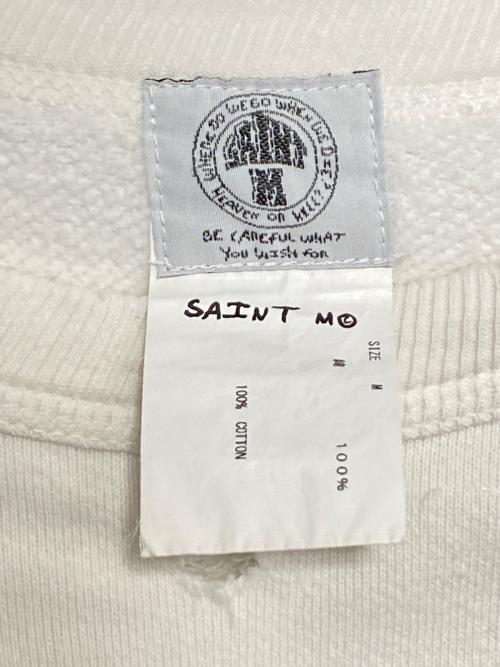 WHERE DO WE GO WHEN WE DIE?
HEAVEN OR HELL?
SAINT
M
BE CAREFUL WHAT
YOU WISH FOR
SAINT M©
SIZE M
100%
100% COTTON